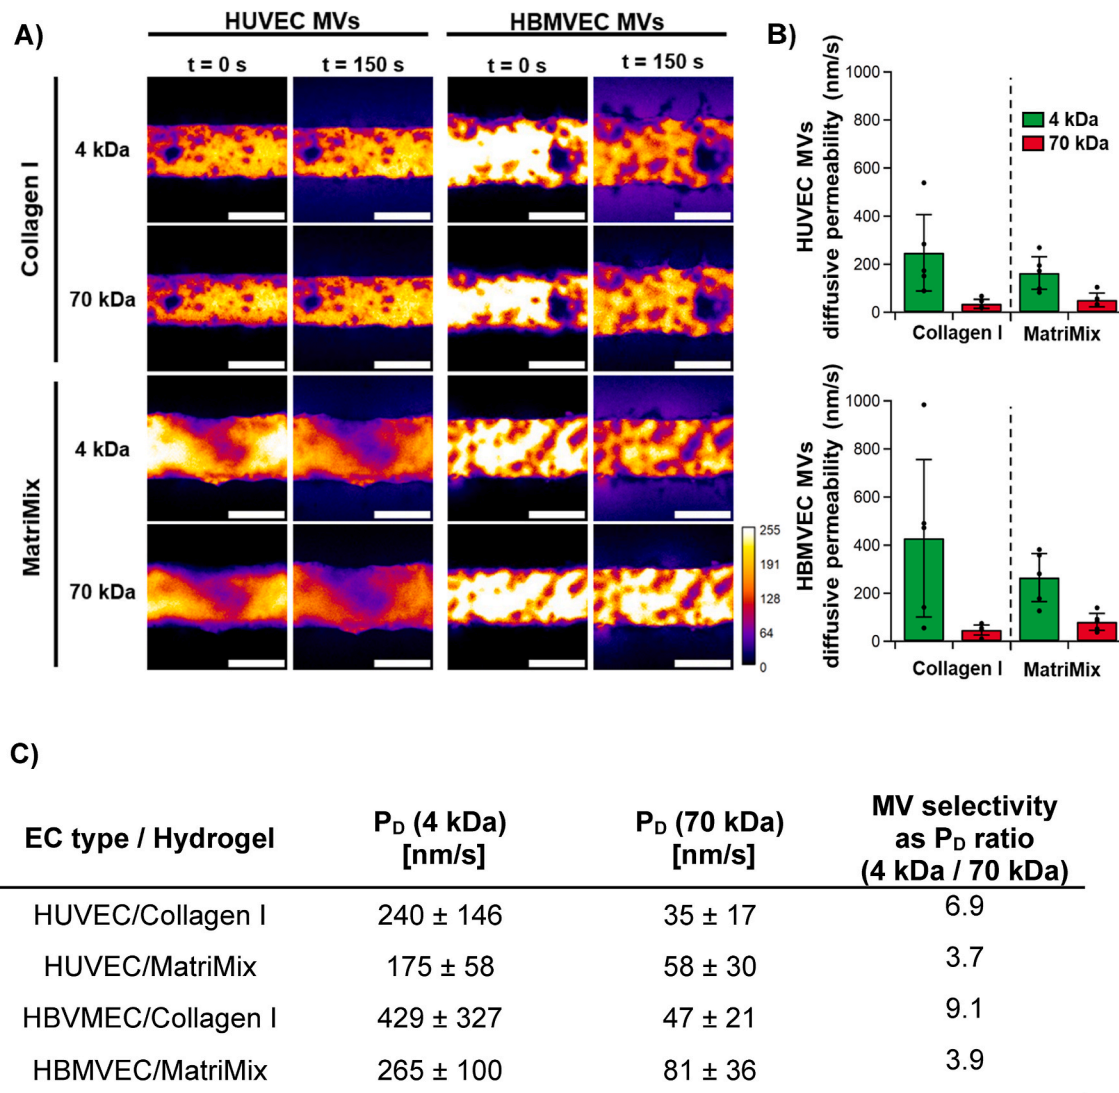 A)
HUVEC MVs
HBMVEC MVs
t = 0 s
t = 150 s
t = 0 s
t = 150 s
Collagen I
4 kDa
70 kDa
MatriMix
4 kDa
70 kDa
255
191
128
64
0
B)
HUVEC MVs
diffusive permeability (nm/s)
1000
800
600
400
200
0
4 kDa
70 kDa
Collagen I
MatriMix
HBMVEC MVs
diffusive permeability (nm/s)
1000
800
600
400
200
0
Collagen I
MatriMix
C)
EC type / Hydrogel
P_D (4 kDa)
[nm/s]
P_D (70 kDa)
[nm/s]
MV selectivity
as P_D ratio
(4 kDa / 70 kDa)
HUVEC/Collagen I 240 ± 146 35 ± 17 6.9
HUVEC/MatriMix 175 ± 58 58 ± 30 3.7
HBVMEC/Collagen I 429 ± 327 47 ± 21 9.1
HBMVEC/MatriMix 265 ± 100 81 ± 36 3.9